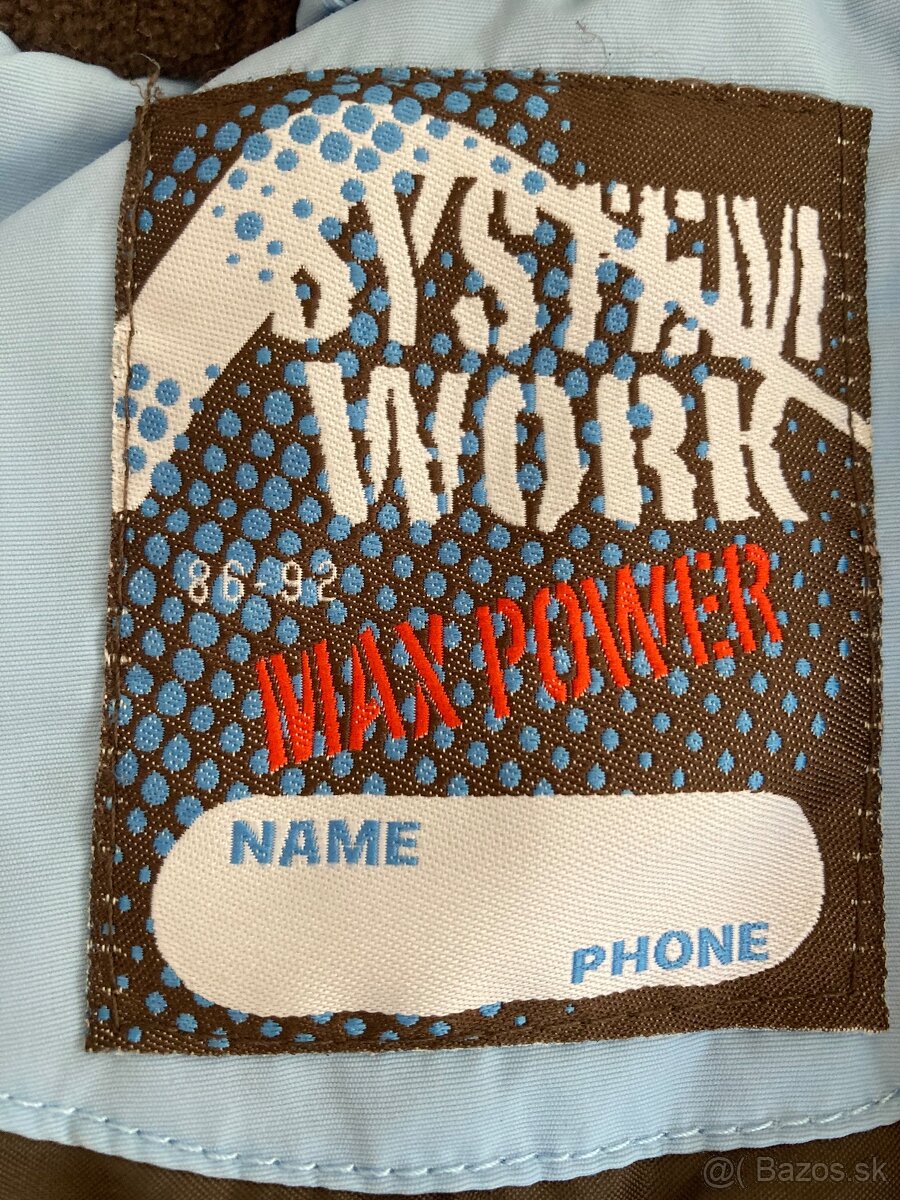 SYSTEM
WORK
86-92
MAX POWER
NAME
PHONE
@( Bazos.sk